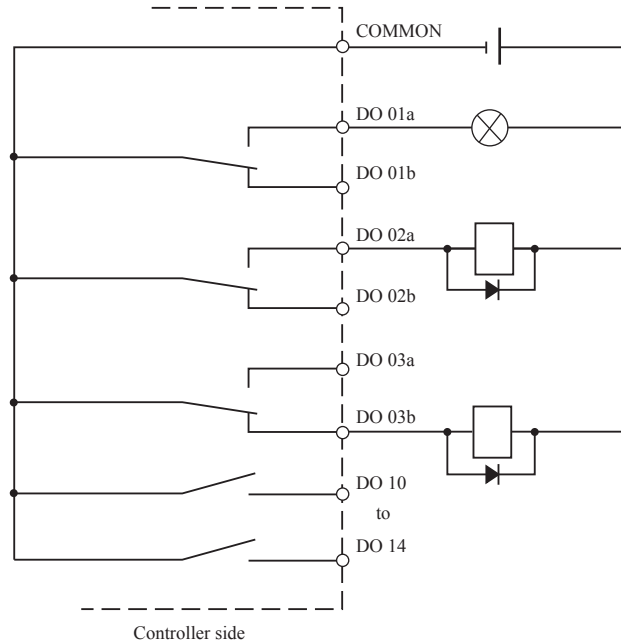 COMMON
DO 01a
DO 01b
DO 02a
DO 02b
DO 03a
DO 03b
DO 10
to
DO 14
Controller side